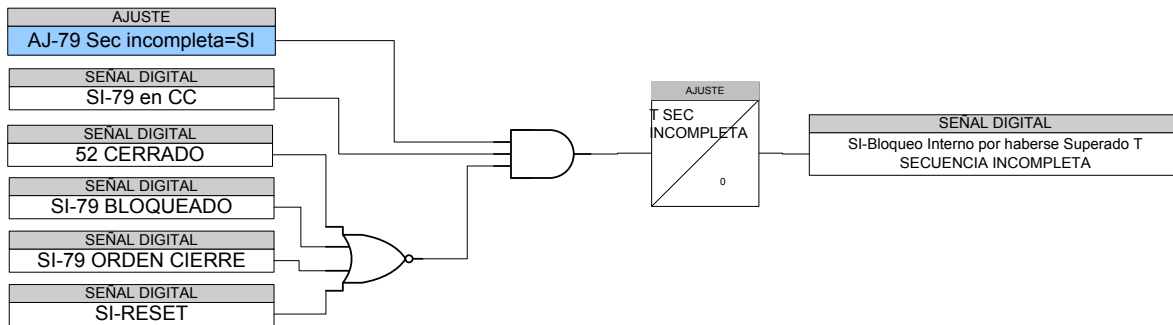 AJUSTE
AJ-79 Sec incompleta=SI
SEÑAL DIGITAL
SI-79 en CC
SEÑAL DIGITAL
52 CERRADO
SEÑAL DIGITAL
SI-79 BLOQUEADO
SEÑAL DIGITAL
SI-79 ORDEN CIERRE
SEÑAL DIGITAL
SI-RESET
AJUSTE
T SEC
INCOMPLETA
0
SEÑAL DIGITAL
SI-Bloqueo Interno por haberse Superado T
SECUENCIA INCOMPLETA